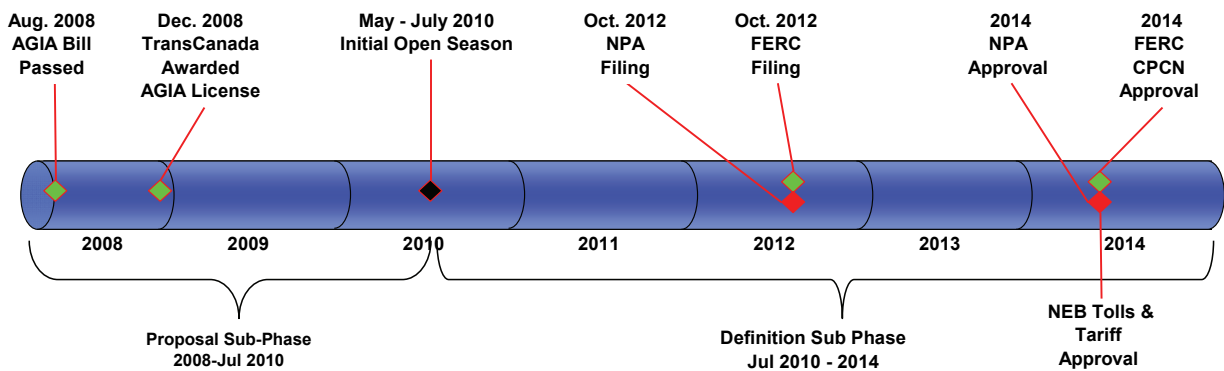 Aug. 2008
AGIA Bill
Passed
Dec. 2008
TransCanada
Awarded
AGIA License
May - July 2010
Initial Open Season
Oct. 2012
NPA
Filing
Oct. 2012
FERC
Filing
2014
NPA
Approval
2014
FERC
CPCN
Approval
2008
2009
2010
2011
2012
2013
2014
Proposal Sub-Phase
2008-Jul 2010
Definition Sub Phase
Jul 2010 - 2014
NEB Tolls &
Tariff
Approval